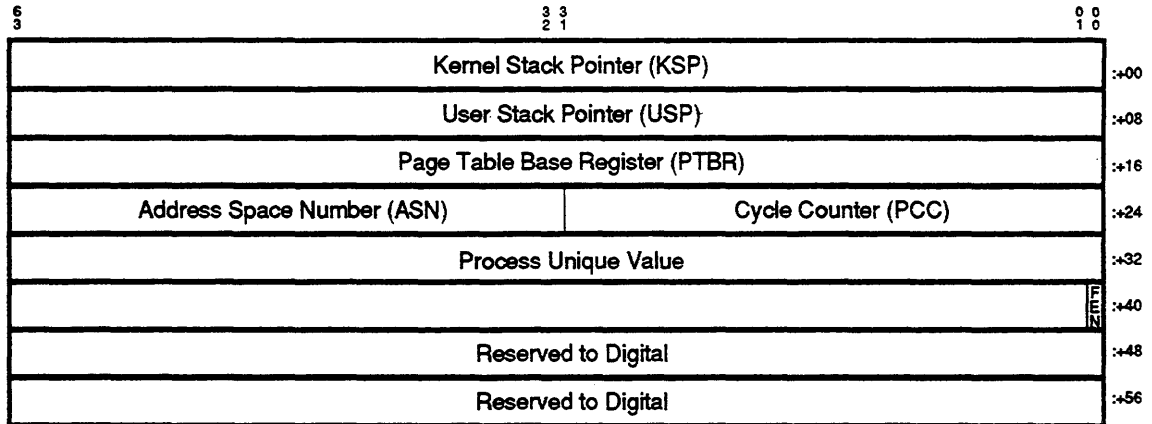 6 3 3 0 0
3 2 1 1 0
Kernel Stack Pointer (KSP) :+00
User Stack Pointer (USP) :+08
Page Table Base Register (PTBR) :+16
Address Space Number (ASN) Cycle Counter (PCC) :+24
Process Unique Value :+32
FEN :+40
Reserved to Digital :+48
Reserved to Digital :+56